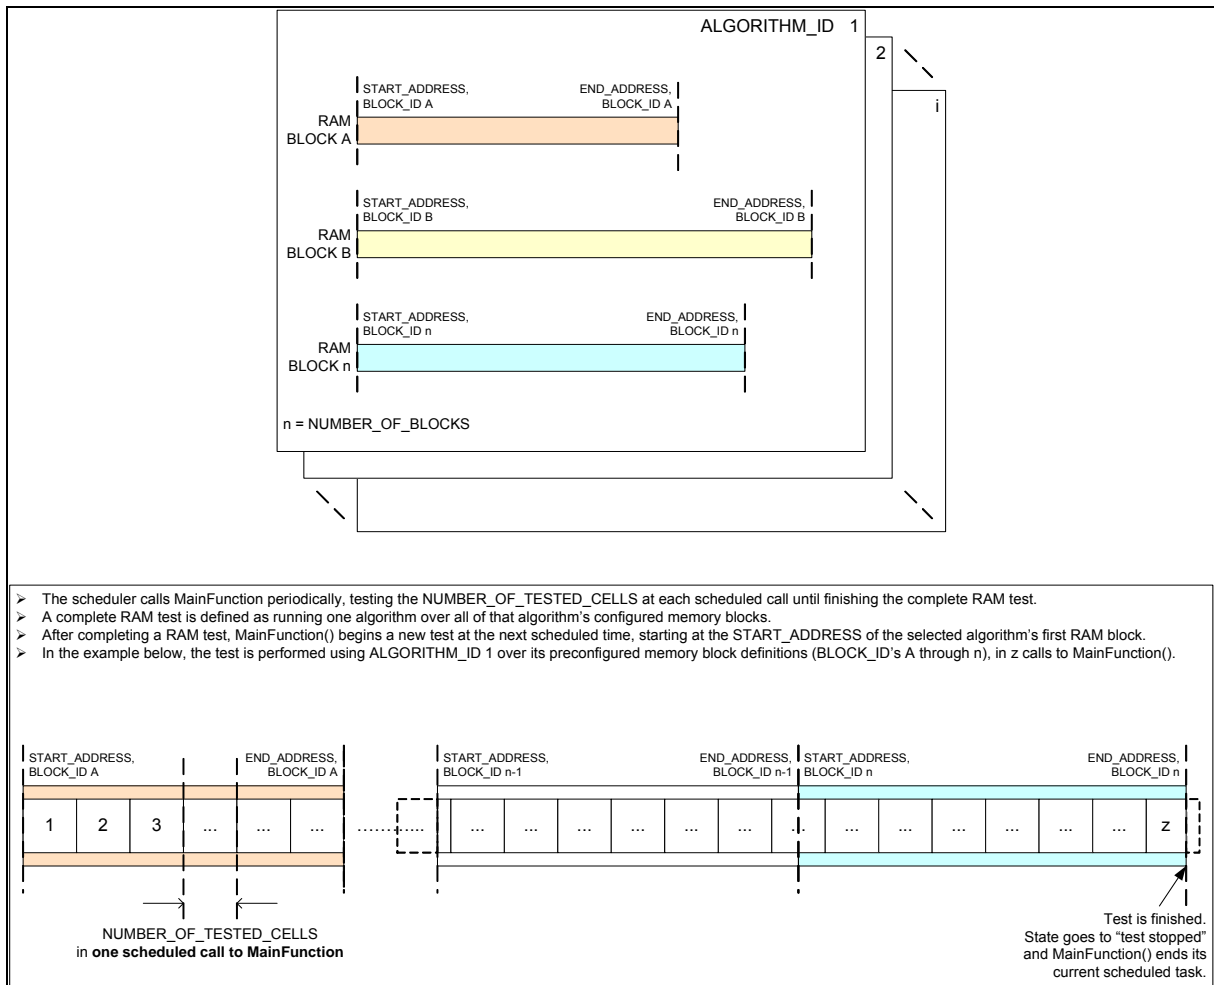 ALGORITHM_ID 1
2
i
START_ADDRESS,
BLOCK_ID A
END_ADDRESS,
BLOCK_ID A
RAM
BLOCK A
START_ADDRESS,
BLOCK_ID B
END_ADDRESS,
BLOCK_ID B
RAM
BLOCK B
START_ADDRESS,
BLOCK_ID n
END_ADDRESS,
BLOCK_ID n
RAM
BLOCK n
n = NUMBER_OF_BLOCKS
➢ The scheduler calls MainFunction periodically, testing the NUMBER_OF_TESTED_CELLS at each scheduled call until finishing the complete RAM test.
➢ A complete RAM test is defined as running one algorithm over all of that algorithm's configured memory blocks.
➢ After completing a RAM test, MainFunction() begins a new test at the next scheduled time, starting at the START_ADDRESS of the selected algorithm's first RAM block.
➢ In the example below, the test is performed using ALGORITHM_ID 1 over its preconfigured memory block definitions (BLOCK_ID's A through n), in z calls to MainFunction().
START_ADDRESS,
BLOCK_ID A
END_ADDRESS,
BLOCK_ID A
START_ADDRESS,
BLOCK_ID n-1
END_ADDRESS,
BLOCK_ID n-1
START_ADDRESS,
BLOCK_ID n
END_ADDRESS,
BLOCK_ID n
1 2 3 ... ... ... ............... ... ... ... ... ... ... ... ... ... ... ... ... ... z
NUMBER_OF_TESTED_CELLS
in one scheduled call to MainFunction
Test is finished.
State goes to "test stopped"
and MainFunction() ends its
current scheduled task.